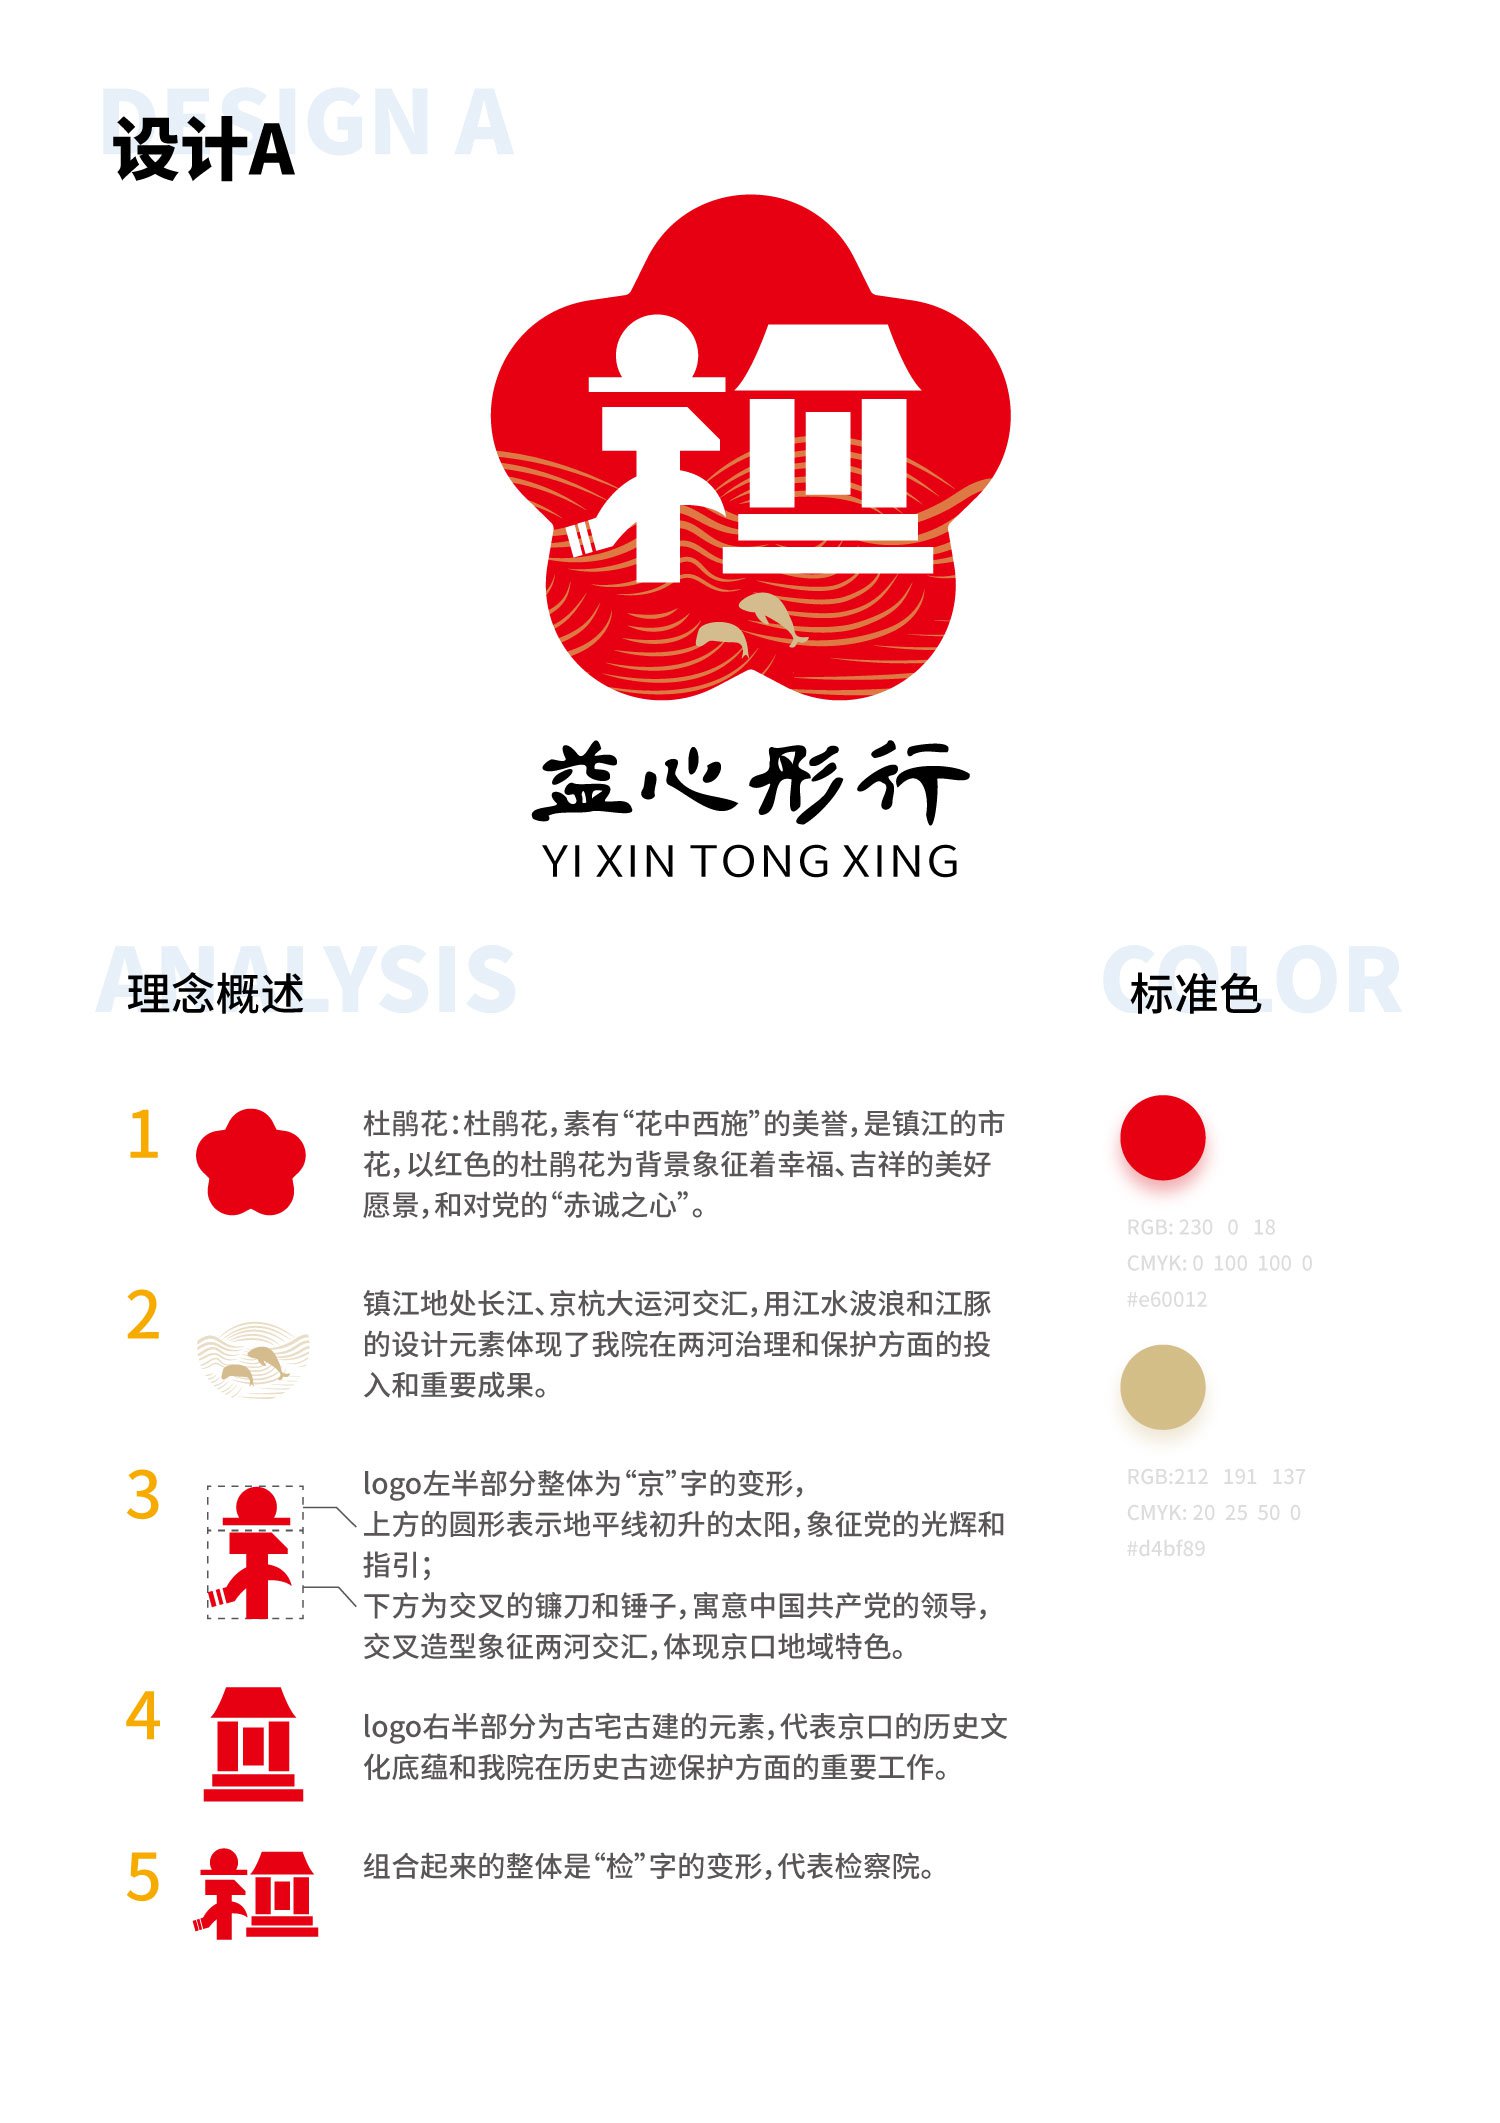 DESIGN A
设计A
益心彤行
YI XIN TONG XING
ANALYSIS
理念概述
COLOR
标准色
1
杜鹃花：杜鹃花，素有“花中西施”的美誉，是镇江的市
花，以红色的杜鹃花为背景象征着幸福、吉祥的美好
愿景，和对党的“赤诚之心”。
2
镇江地处长江、京杭大运河交汇，用江水波浪和江豚
的设计元素体现了我院在两河治理和保护方面的投
入和重要成果。
3
logo左半部分整体为“京”字的变形，
上方的圆形表示地平线初升的太阳，象征党的光辉和
指引；
下方为交叉的镰刀和锤子，寓意中国共产党的领导，
交叉造型象征两河交汇，体现京口地域特色。
4
logo右半部分为古宅古建的元素，代表京口的历史文
化底蕴和我院在历史古迹保护方面的重要工作。
5
组合起来的整体是“检”字的变形，代表检察院。
RGB: 230 0 18
CMYK: 0 100 100 0
#e60012
RGB:212 191 137
CMYK: 20 25 50 0
#d4bf89